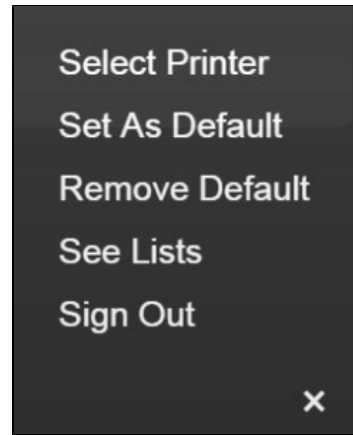 Select Printer
Set As Default
Remove Default
See Lists
Sign Out
×